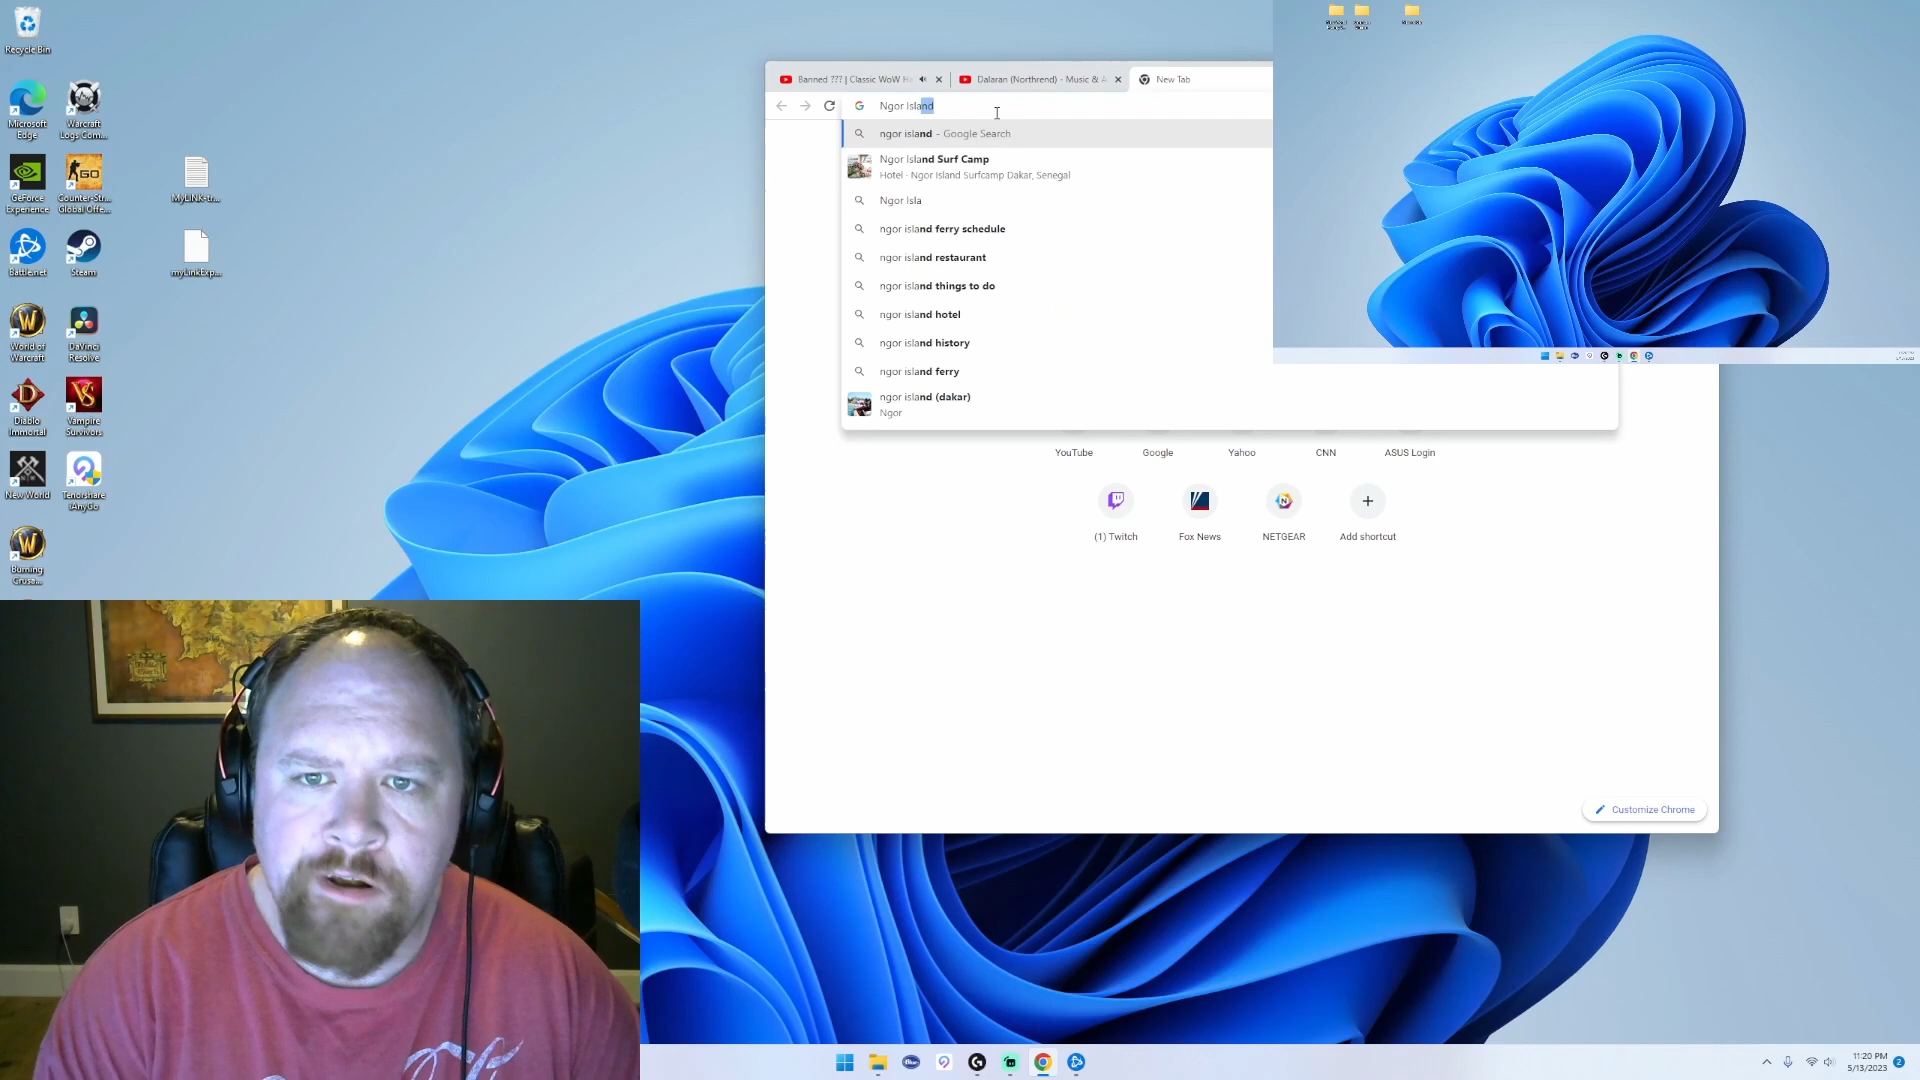 Recycle Bin
Microsoft
Edge
Warcraft
Logs Com...
GeForce
Experience
Counter-Str...
Global Offe...
Battle.net
Steam
World of
Warcraft
DaVinci
Resolve
Diablo
Immortal
Vampire
Survivors
New World
Tenorshare
iAnyGo
Burning
Crusa...
MyLINK-tr...
myLinkExp...
Banned ??? | Classic WoW Ha
Dalaran (Northrend) - Music & A
New Tab
Ngor Island
ngor island - Google Search
Ngor Island Surf Camp
Hotel · Ngor Island Surfcamp Dakar, Senegal
Ngor Isla
ngor island ferry schedule
ngor island restaurant
ngor island things to do
ngor island hotel
ngor island history
ngor island ferry
ngor island (dakar)
Ngor
YouTube
Google
Yahoo
CNN
ASUS Login
(1) Twitch
Fox News
NETGEAR
Add shortcut
Customize Chrome
11:20 PM
5/13/2023
2